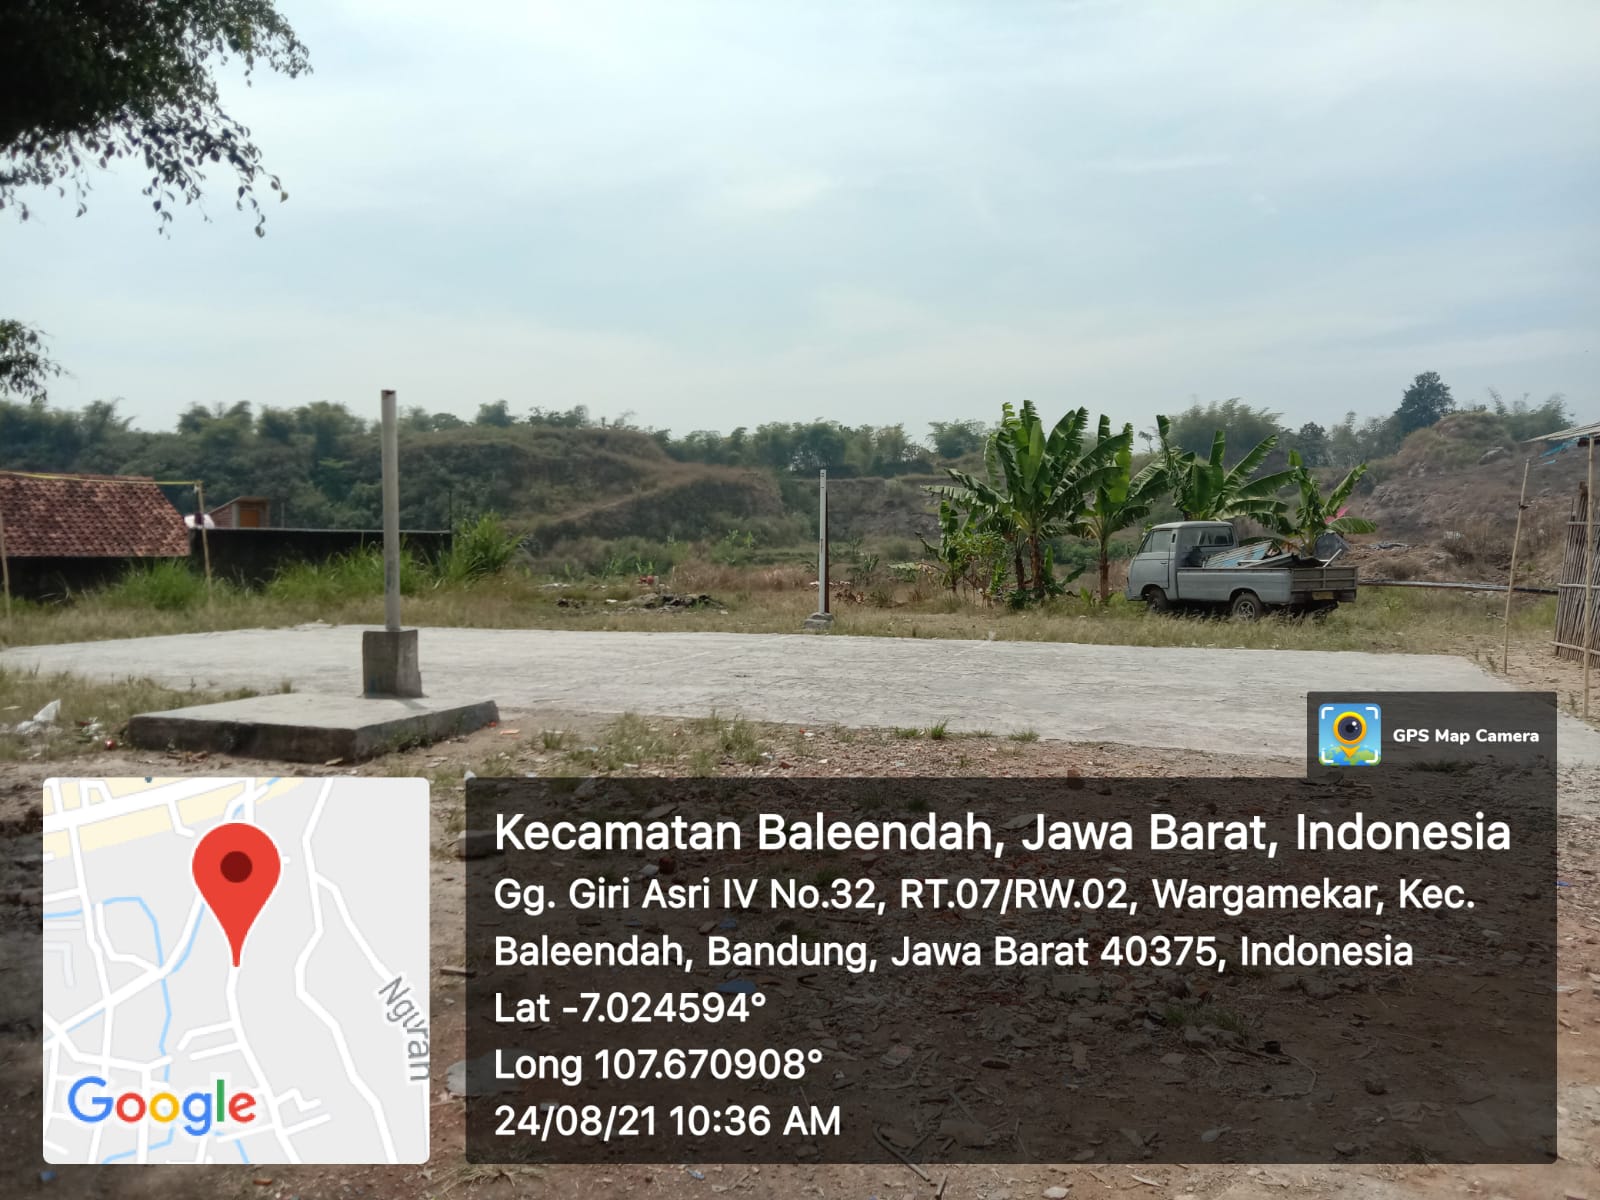 GPS Map Camera
Kecamatan Baleendah, Jawa Barat, Indonesia
Gg. Giri Asri IV No.32, RT.07/RW.02, Wargamekar, Kec.
Baleendah, Bandung, Jawa Barat 40375, Indonesia
Lat -7.024594°
Long 107.670908°
24/08/21 10:36 AM
Google